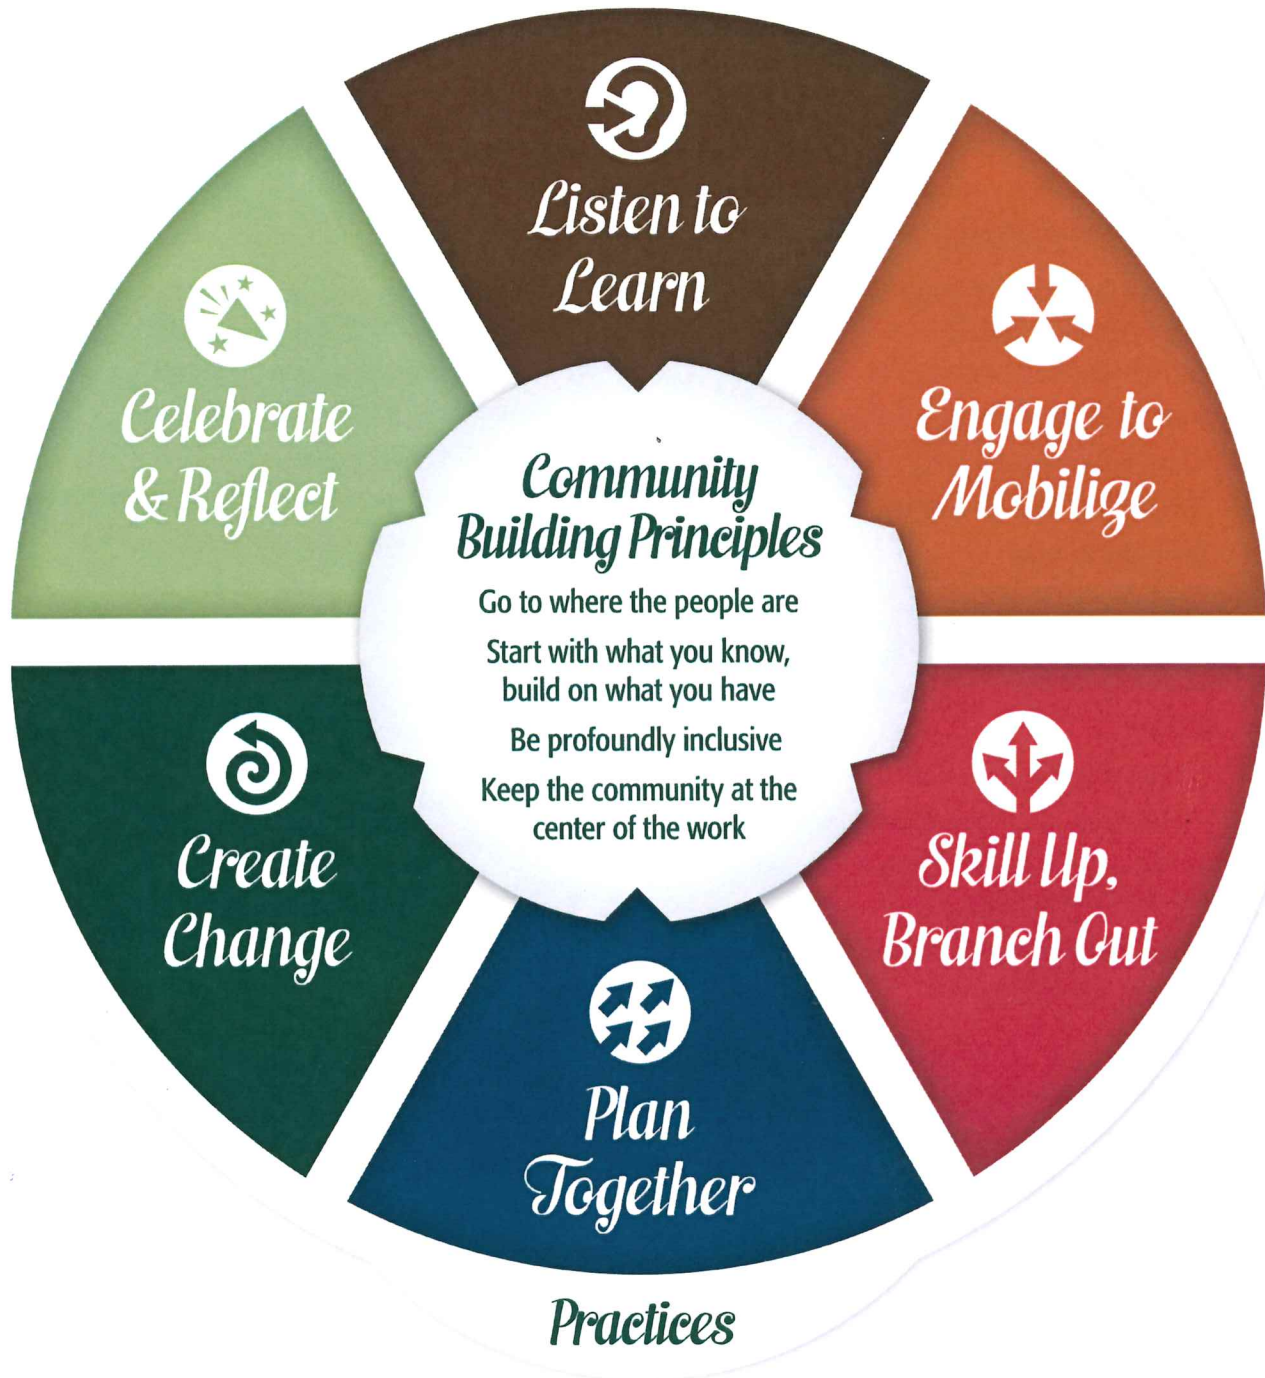 Listen to
Learn
Engage to
Mobilize
Skill Up,
Branch Out
Plan
Together
Create
Change
Celebrate
& Reflect
Community
Building Principles
Go to where the people are
Start with what you know,
build on what you have
Be profoundly inclusive
Keep the community at the
center of the work
Practices